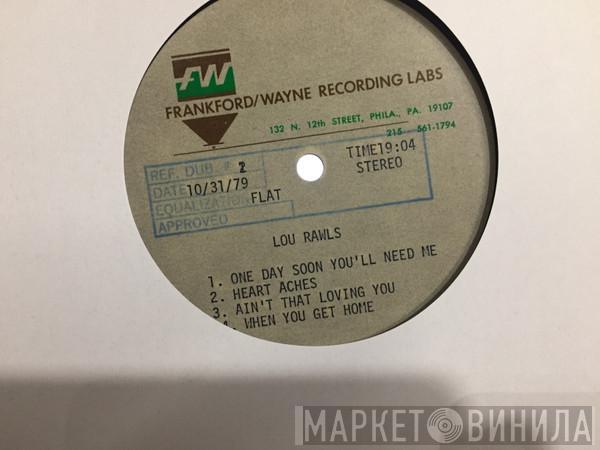 FW
FRANKFORD/WAYNE RECORDING LABS
132 N. 12th STREET, PHILA., PA. 19107
215 561-1794
REF. DUB # 2
TIME19:04
DATE 10/31/79
STEREO
EQUALIZATION FLAT
APPROVED
LOU RAWLS
1. ONE DAY SOON YOU'LL NEED ME
2. HEART ACHES
3. AIN'T THAT LOVING YOU
4. WHEN YOU GET HOME
МАРКЕТ ВИНИЛА